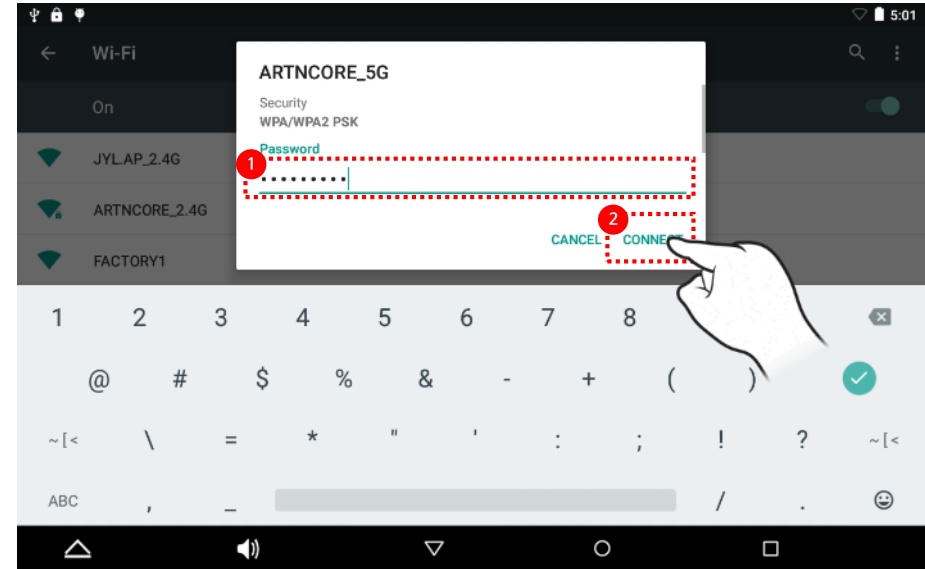 5:01
Wi-Fi
On
JYL.AP_2.4G
ARTNCORE_2.4G
FACTORY1
ARTNCORE_5G
Security
WPA/WPA2 PSK
Password
1
•••••••••
2
CANCEL CONNECT
1 2 3 4 5 6 7 8
@ # $ % & - + ( )
~[< \ = * " ' : ; ! ? ~[<
ABC , _ / .